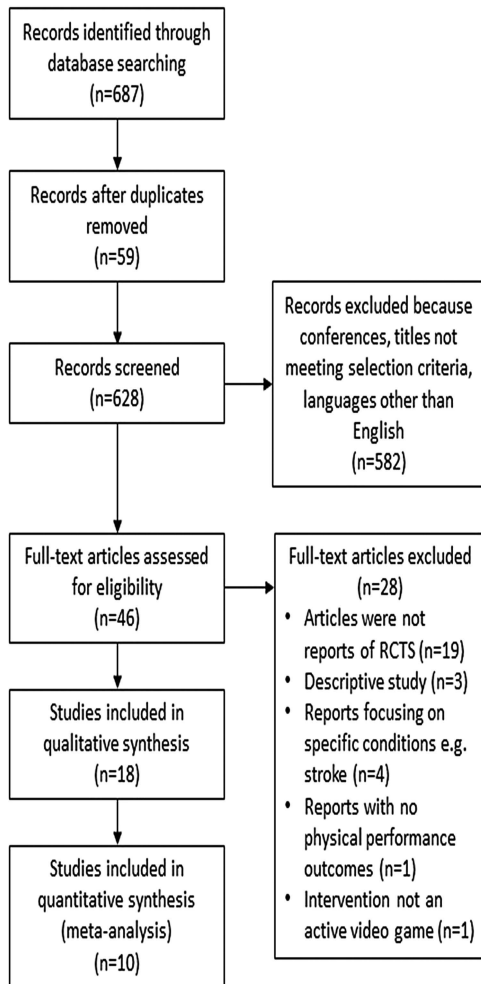 Records identified through
database searching
(n=687)
Records after duplicates
removed
(n=59)
Records screened
(n=628)
Records excluded because
conferences, titles not
meeting selection criteria,
languages other than
English
(n=582)
Full-text articles assessed
for eligibility
(n=46)
Full-text articles excluded
(n=28)
• Articles were not
reports of RCTS (n=19)
• Descriptive study (n=3)
• Reports focusing on
specific conditions e.g.
stroke (n=4)
• Reports with no
physical performance
outcomes (n=1)
• Intervention not an
active video game (n=1)
Studies included in
qualitative synthesis
(n=18)
Studies included in
quantitative synthesis
(meta-analysis)
(n=10)